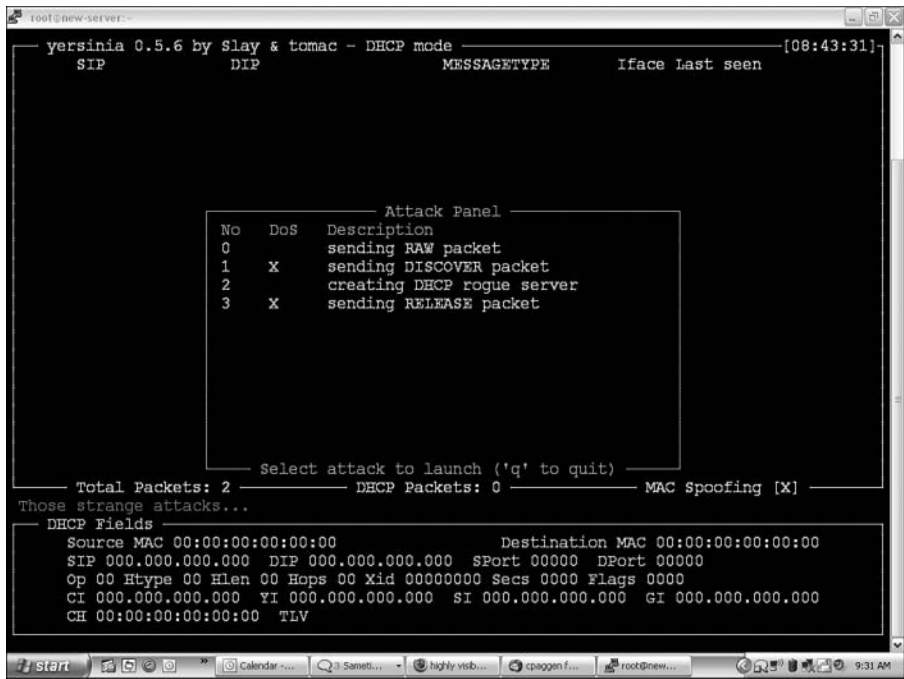 root@new-server:~
yersinia 0.5.6 by Slay & tomac - DHCP mode [08:43:31]
SIP DIP MESSAGETYPE Iface Last seen
Attack Panel
No DoS Description
0 sending RAW packet
1 X sending DISCOVER packet
2 creating DHCP rogue server
3 X sending RELEASE packet
Select attack to launch ('q' to quit)
Total Packets: 2 DHCP Packets: 0 MAC Spoofing [X]
Those strange attacks...
DHCP Fields
Source MAC 00:00:00:00:00:00 Destination MAC 00:00:00:00:00:00
SIP 000.000.000.000 DIP 000.000.000.000 SPort 00000 DPort 00000
Op 00 Htype 00 Hlen 00 Hops 00 Xid 00000000 Secs 0000 Flags 0000
CI 000.000.000.000 YI 000.000.000.000 SI 000.000.000.000 GI 000.000.000.000
CH 00:00:00:00:00:00 TLV
start » Calendar -... 3 Sameti... highly visib... cpaggen f... root@new... 9:31 AM